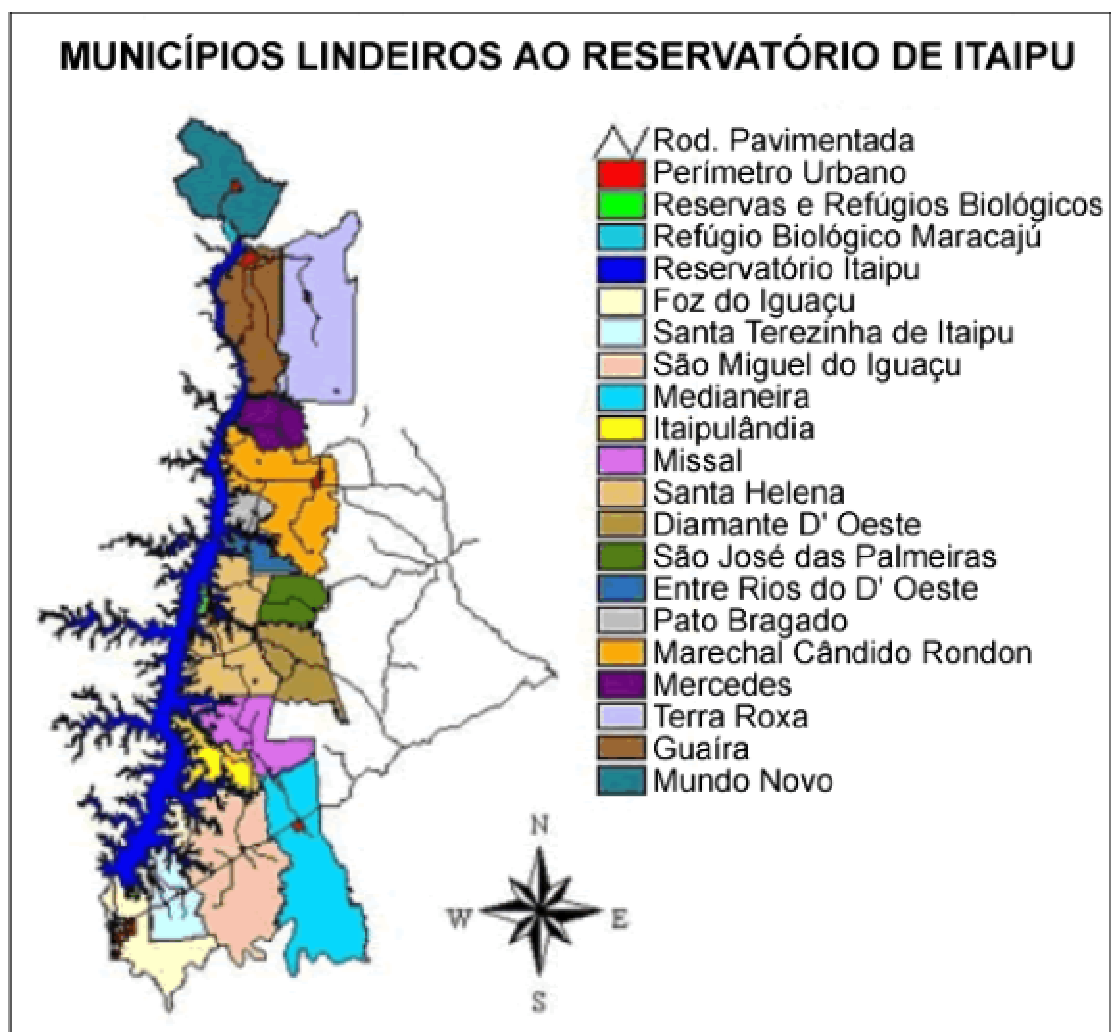 MUNICÍPIOS LINDEIROS AO RESERVATÓRIO DE ITAIPU
Rod. Pavimentada
Perímetro Urbano
Reservas e Refúgios Biológicos
Refúgio Biológico Maracajú
Reservatório Itaipu
Foz do Iguaçu
Santa Terezinha de Itaipu
São Miguel do Iguaçu
Medianeira
Itaipulândia
Missal
Santa Helena
Diamante D' Oeste
São José das Palmeiras
Entre Rios do D' Oeste
Pato Bragado
Marechal Cândido Rondon
Mercedes
Terra Roxa
Guaíra
Mundo Novo
N
W E
S